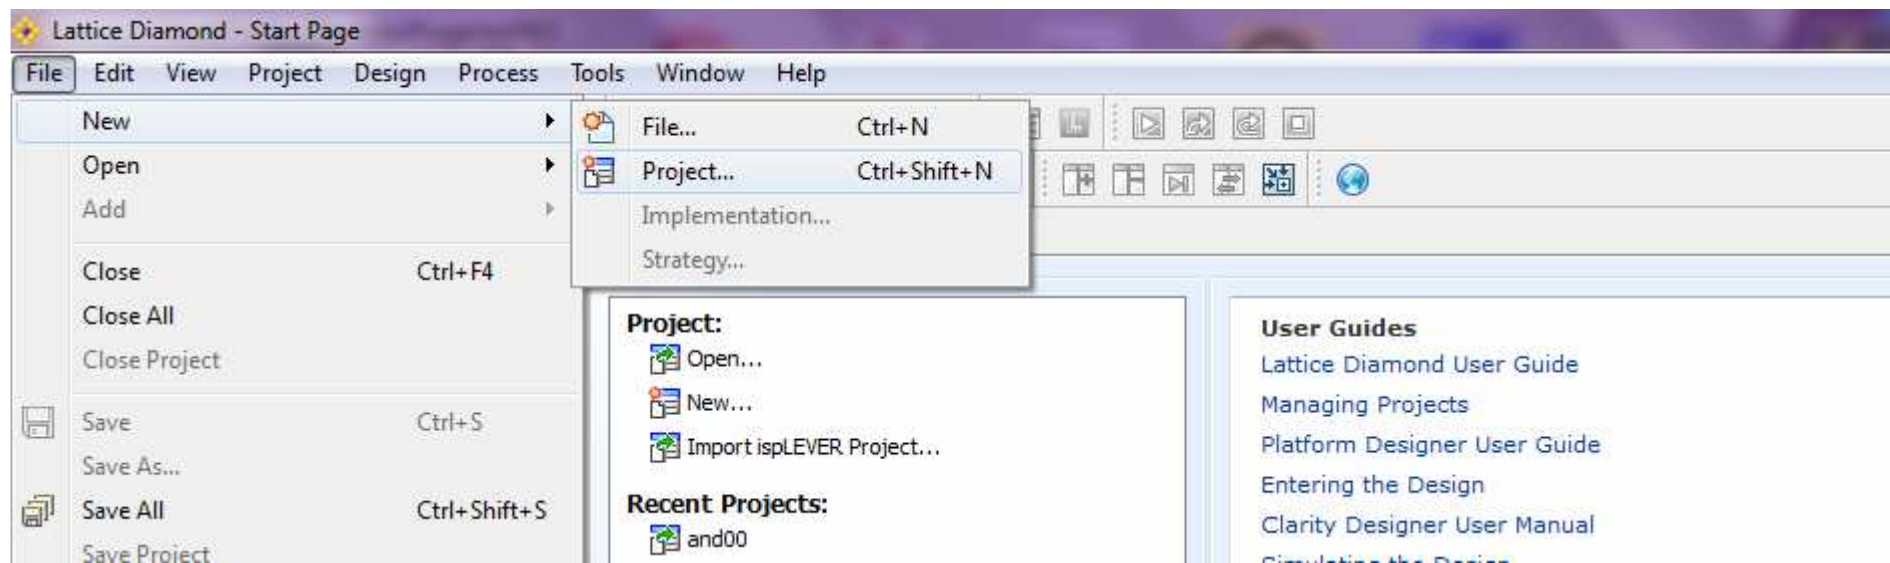 Lattice Diamond - Start Page
File Edit View Project Design Process Tools Window Help
New
Open
Add
Close Ctrl+F4
Close All
Close Project
Save Ctrl+S
Save As...
Save All Ctrl+Shift+S
Save Project
File... Ctrl+N
Project... Ctrl+Shift+N
Implementation...
Strategy...
Project:
Open...
New...
Import ispLEVER Project...
Recent Projects:
and00
User Guides
Lattice Diamond User Guide
Managing Projects
Platform Designer User Guide
Entering the Design
Clarity Designer User Manual
Simulating the Design